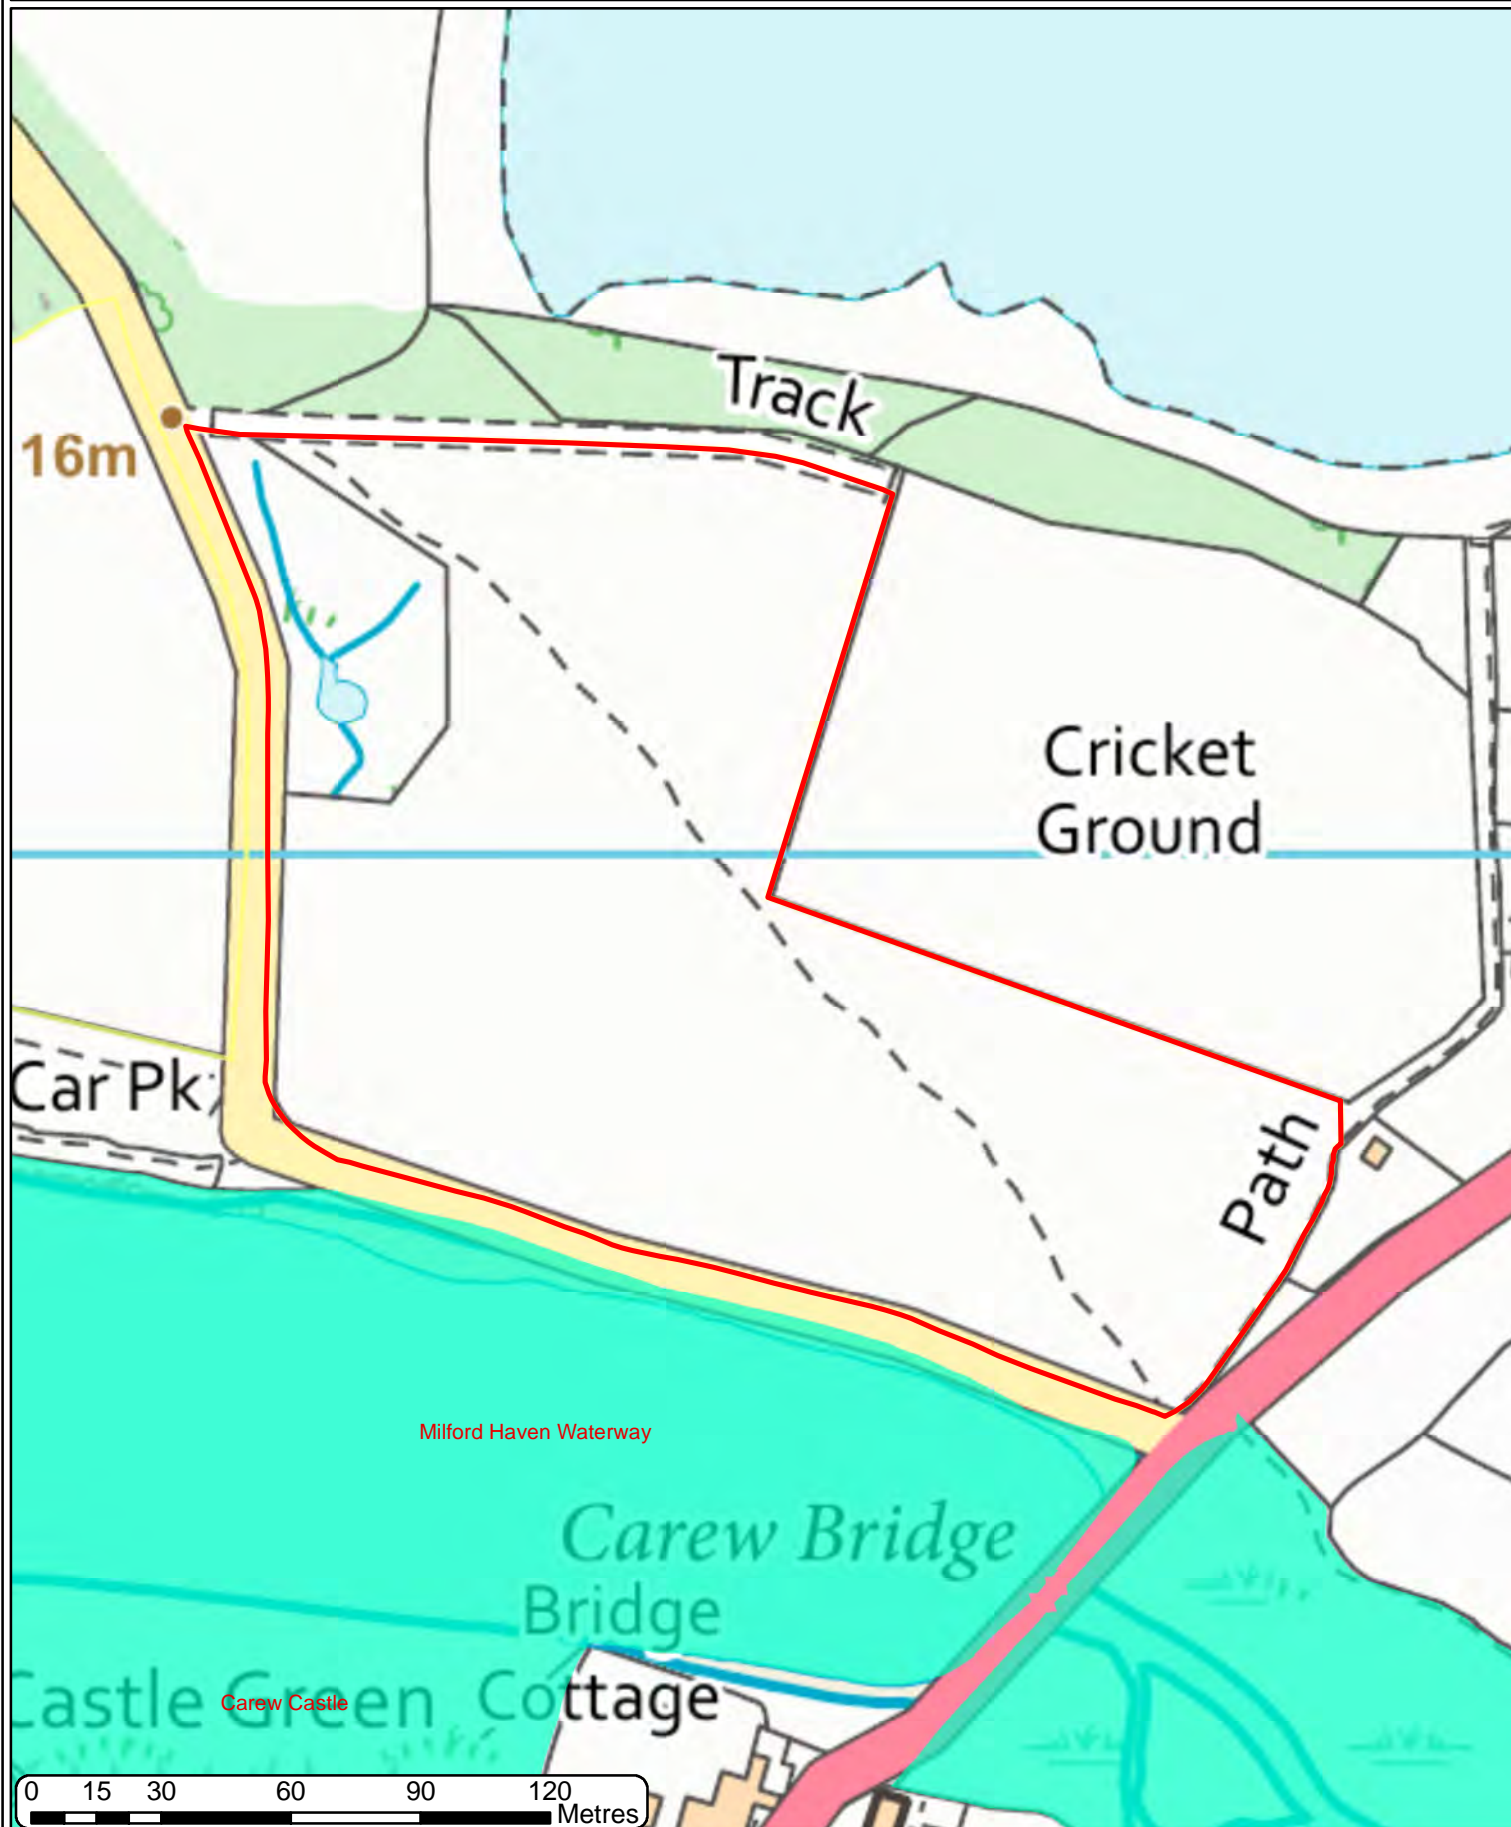 Track
16m
Cricket
Ground
Car Pk
Path
Milford Haven Waterway
Carew Bridge
Bridge
Castle Green Cottage
Carew Castle
0 15 30 60 90 120
Metres